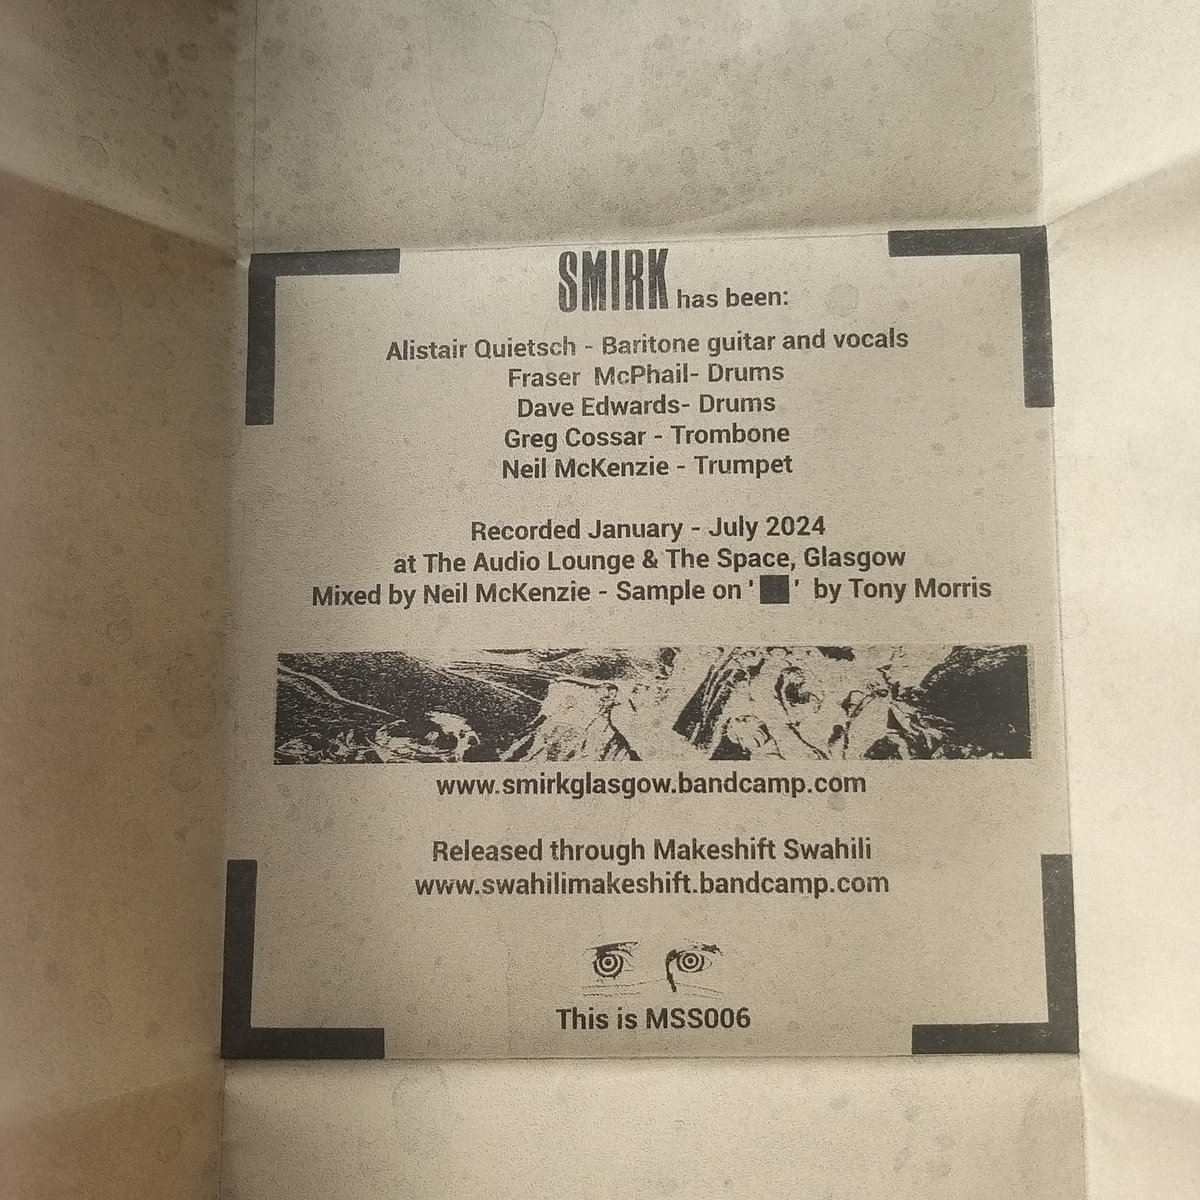 SMIRK has been:
Alistair Quietsch - Baritone guitar and vocals
Fraser McPhail- Drums
Dave Edwards- Drums
Greg Cossar - Trombone
Neil McKenzie - Trumpet
Recorded January - July 2024
at The Audio Lounge & The Space, Glasgow
Mixed by Neil McKenzie - Sample on '■' by Tony Morris
www.smirkglasgow.bandcamp.com
Released through Makeshift Swahili
www.swahilimakeshift.bandcamp.com
This is MSS006